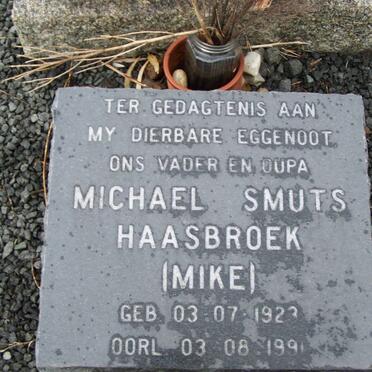 TER GEDAGTENIS AAN
MY DIERBARE EGGENOOT
ONS VADER EN OUPA
MICHAEL SMUTS
HAASBROEK
(MIKE)
GEB. 03 07 1923
OORL. 03 08